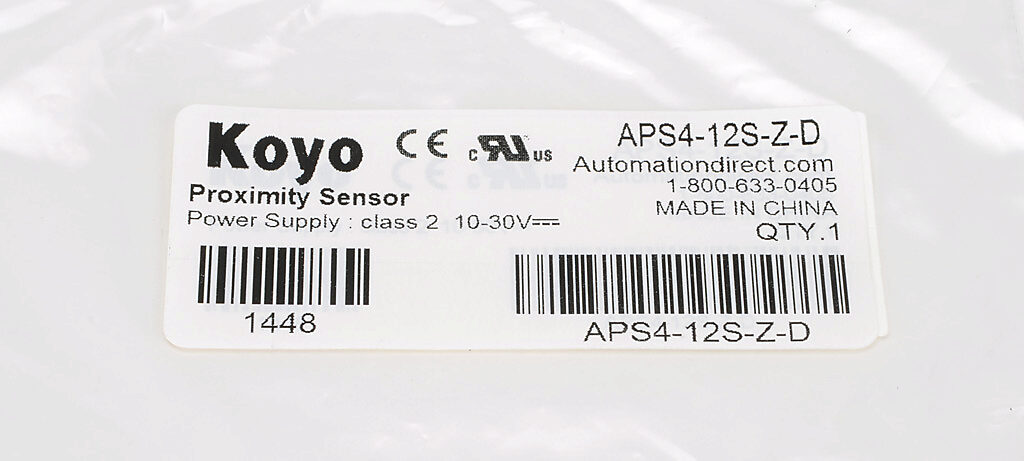 Koyo CE c RU us
Proximity Sensor
Power Supply : class 2 10-30V⎓
1448
APS4-12S-Z-D
Automationdirect.com
1-800-633-0405
MADE IN CHINA
QTY.1
APS4-12S-Z-D